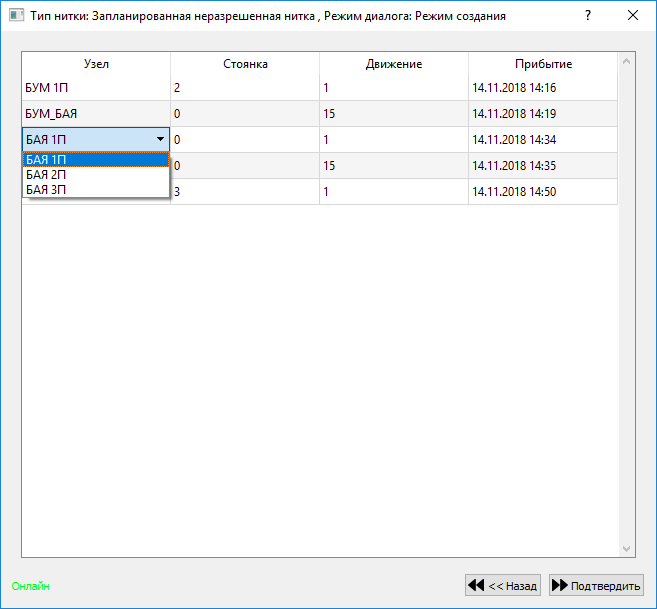 Тип нитки: Запланированная неразрешенная нитка , Режим диалога: Режим создания ?
Узел Стоянка Движение Прибытие
БУМ 1П 2 1 14.11.2018 14:16
БУМ_БАЯ 0 15 14.11.2018 14:19
БАЯ 1П 0 1 14.11.2018 14:34
БАЯ 1П 0 15 14.11.2018 14:35
БАЯ 2П
БАЯ 3П 3 1 14.11.2018 14:50
Онлайн << Назад Подтвердить